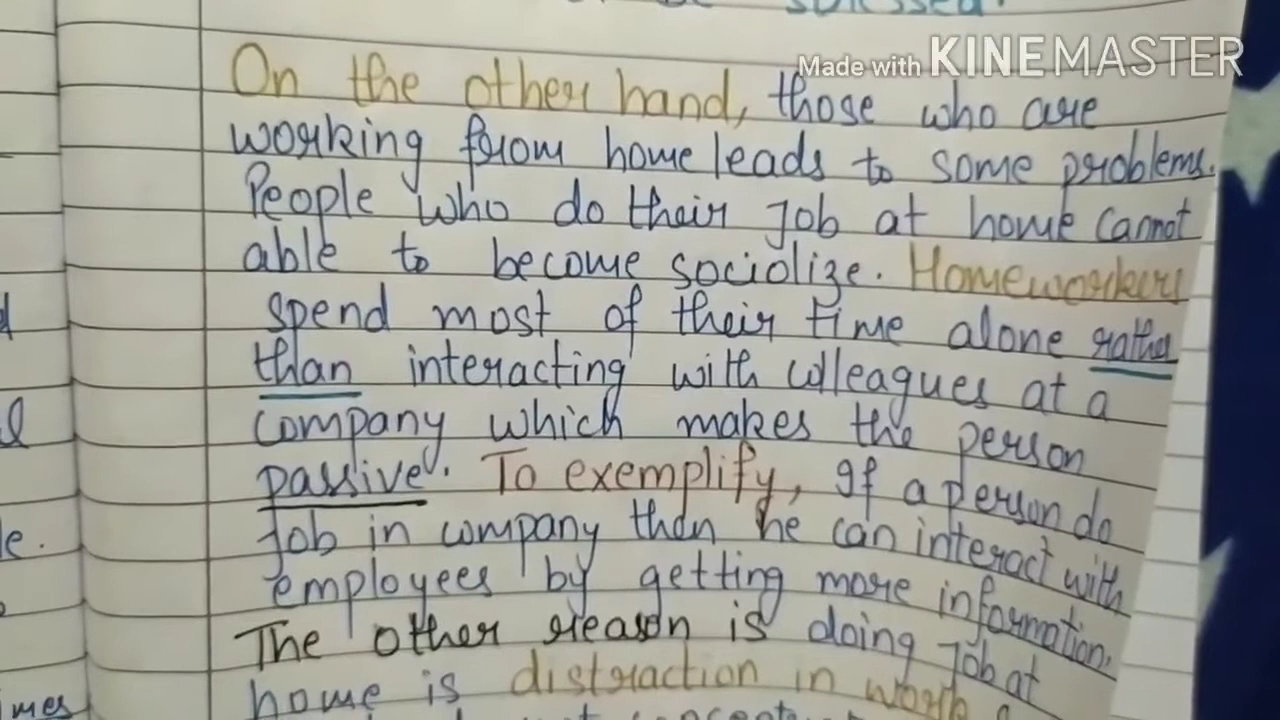 Made with KINEMASTER
On the other hand, those who are
working from home leads to some problems.
People who do their Job at home cannot
able to become socialize. Homeworkers
spend most of their time alone rather
than interacting with colleagues at a
company which makes the person
passive. To exemplify, If a person do
Job in company than he can interact with
employees by getting more information.
The other reason is doing Job at
home is distraction in work